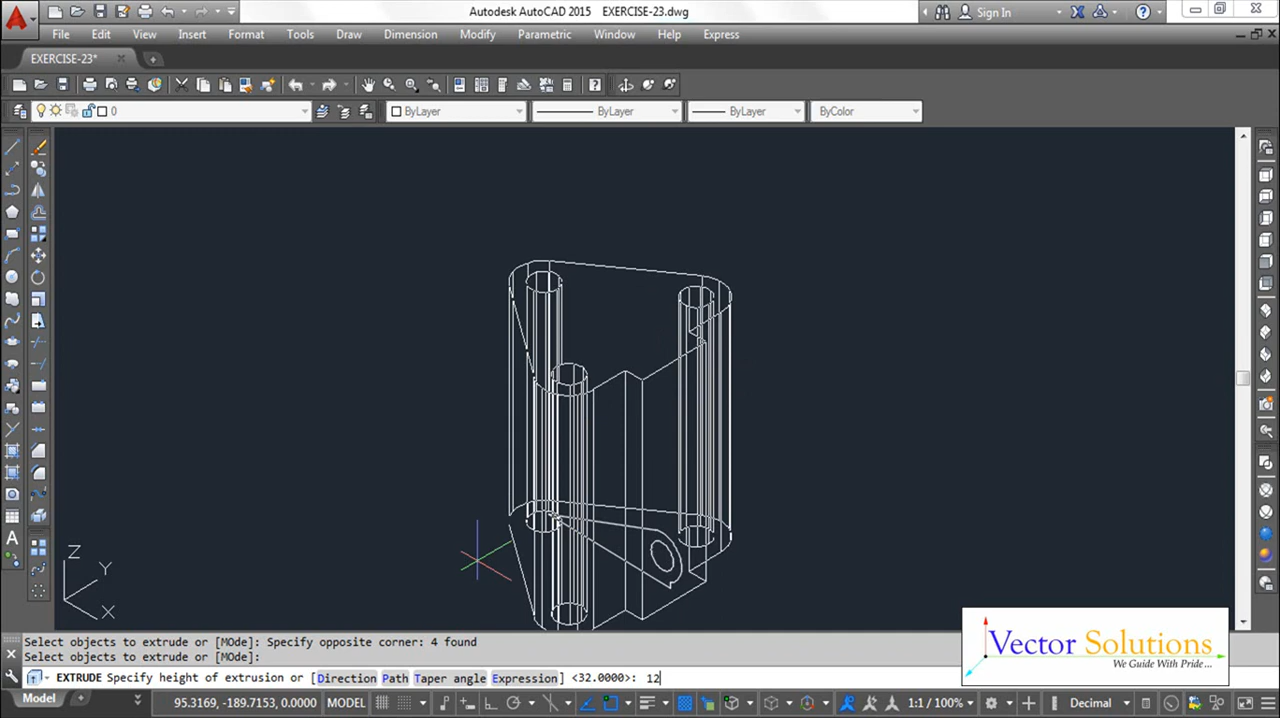 Autodesk AutoCAD 2015 EXERCISE-23.dwg
Sign In
File Edit View Insert Format Tools Draw Dimension Modify Parametric Window Help Express
EXERCISE-23*
0
ByLayer
ByLayer
ByLayer
ByColor
Z
Y
X
Select objects to extrude or [MOde]: Specify opposite corner: 4 found
Select objects to extrude or [MOde]:
EXTRUDE Specify height of extrusion or [Direction Path Taper angle Expression] <32.0000>: 12
Vector Solutions
We Guide With Pride...
Model
95.3169, -189.7153, 0.0000 MODEL
1:1 / 100%
Decimal